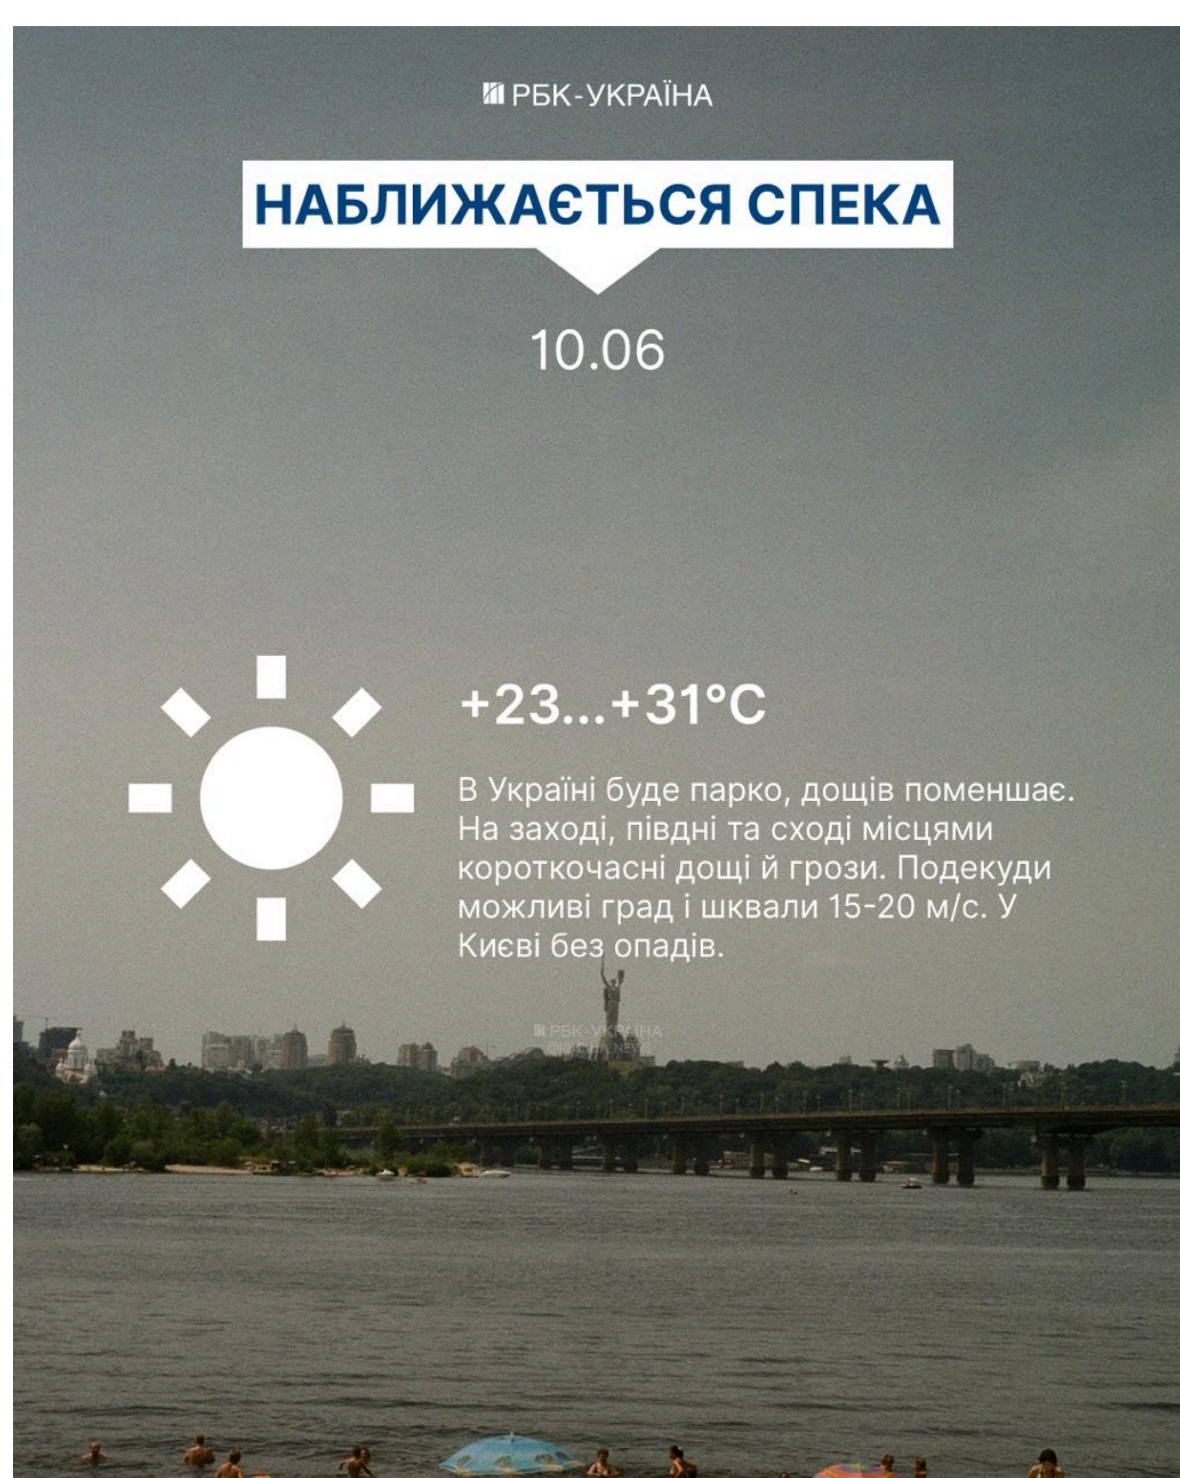 РБК-УКРАЇНА
НАБЛИЖАЄТЬСЯ СПЕКА
10.06
+23...+31°C
В Україні буде парко, дощів поменшає.
На заході, півдні та сході місцями
короткочасні дощі й грози. Подекуди
можливі град і шквали 15-20 м/с. У
Києві без опадів.
РБК-УКРАЇНА